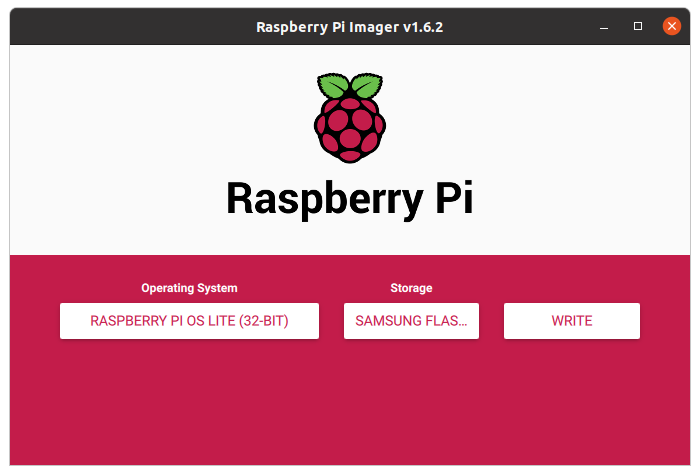 Raspberry Pi Imager v1.6.2
Raspberry Pi
Operating System
Storage
RASPBERRY PI OS LITE (32-BIT)
SAMSUNG FLAS...
WRITE